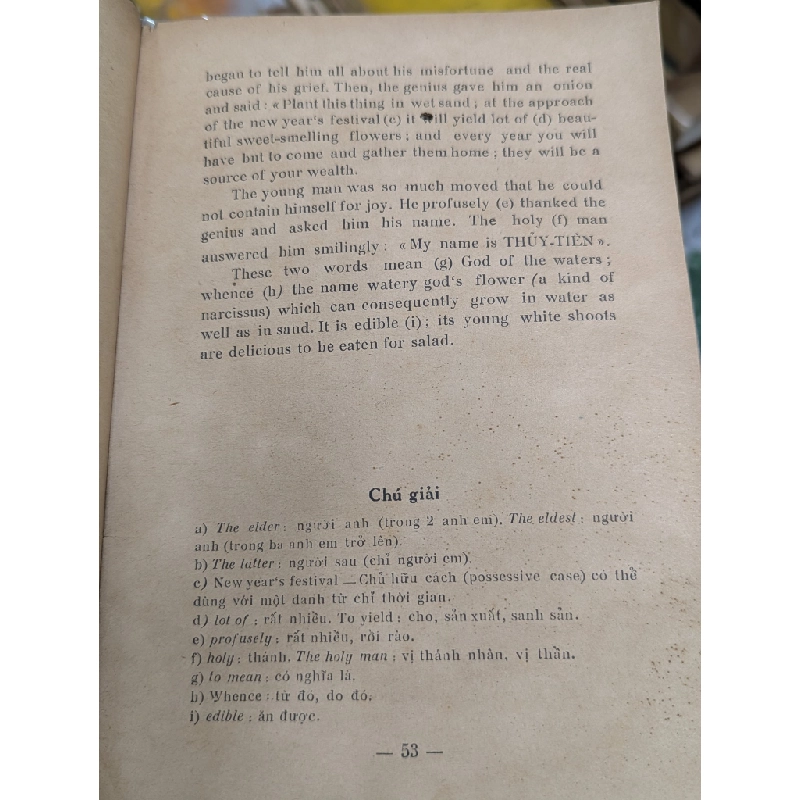 began to tell him all about his misfortune and the real
cause of his grief. Then, the genius gave him an onion
and said : « Plant this thing in wet sand ; at the approach
of the new year's festival (c) it will yield lot of (d) beau-
tiful sweet-smelling flowers ; and every year you will
have but to come and gather them home ; they will be a
source of your wealth.
The young man was so much moved that he could
not contain himself for joy. He profusely (e) thanked the
genius and asked him his name. The holy (f) man
answered him smilingly : « My name is THỦY-TIÊN ».
These two words mean (g) God of the waters ;
whence (h) the name watery god's flower (a kind of
narcissus) which can consequently grow in water as
well as in sand. It is edible (i) ; its young white shoots
are delicious to be eaten for salad.
Chú giải
a) The elder : người anh (trong 2 anh em). The eldest : người
anh (trong ba anh em trở lên).
b) The latter : người sau (chỉ người em).
c) New year's festival — Chủ hữu cách (possessive case) có thể
dùng với một danh từ chỉ thời gian.
d) lot of : rất nhiều. To yield : cho, sản xuất, sanh sản.
e) profusely : rất nhiều, rồi rào.
f) holy : thánh. The holy man : vị thánh nhân, vị thần.
g) to mean : có nghĩa là.
h) Whence : từ đó, do đó.
i) edible : ăn được.
— 53 —